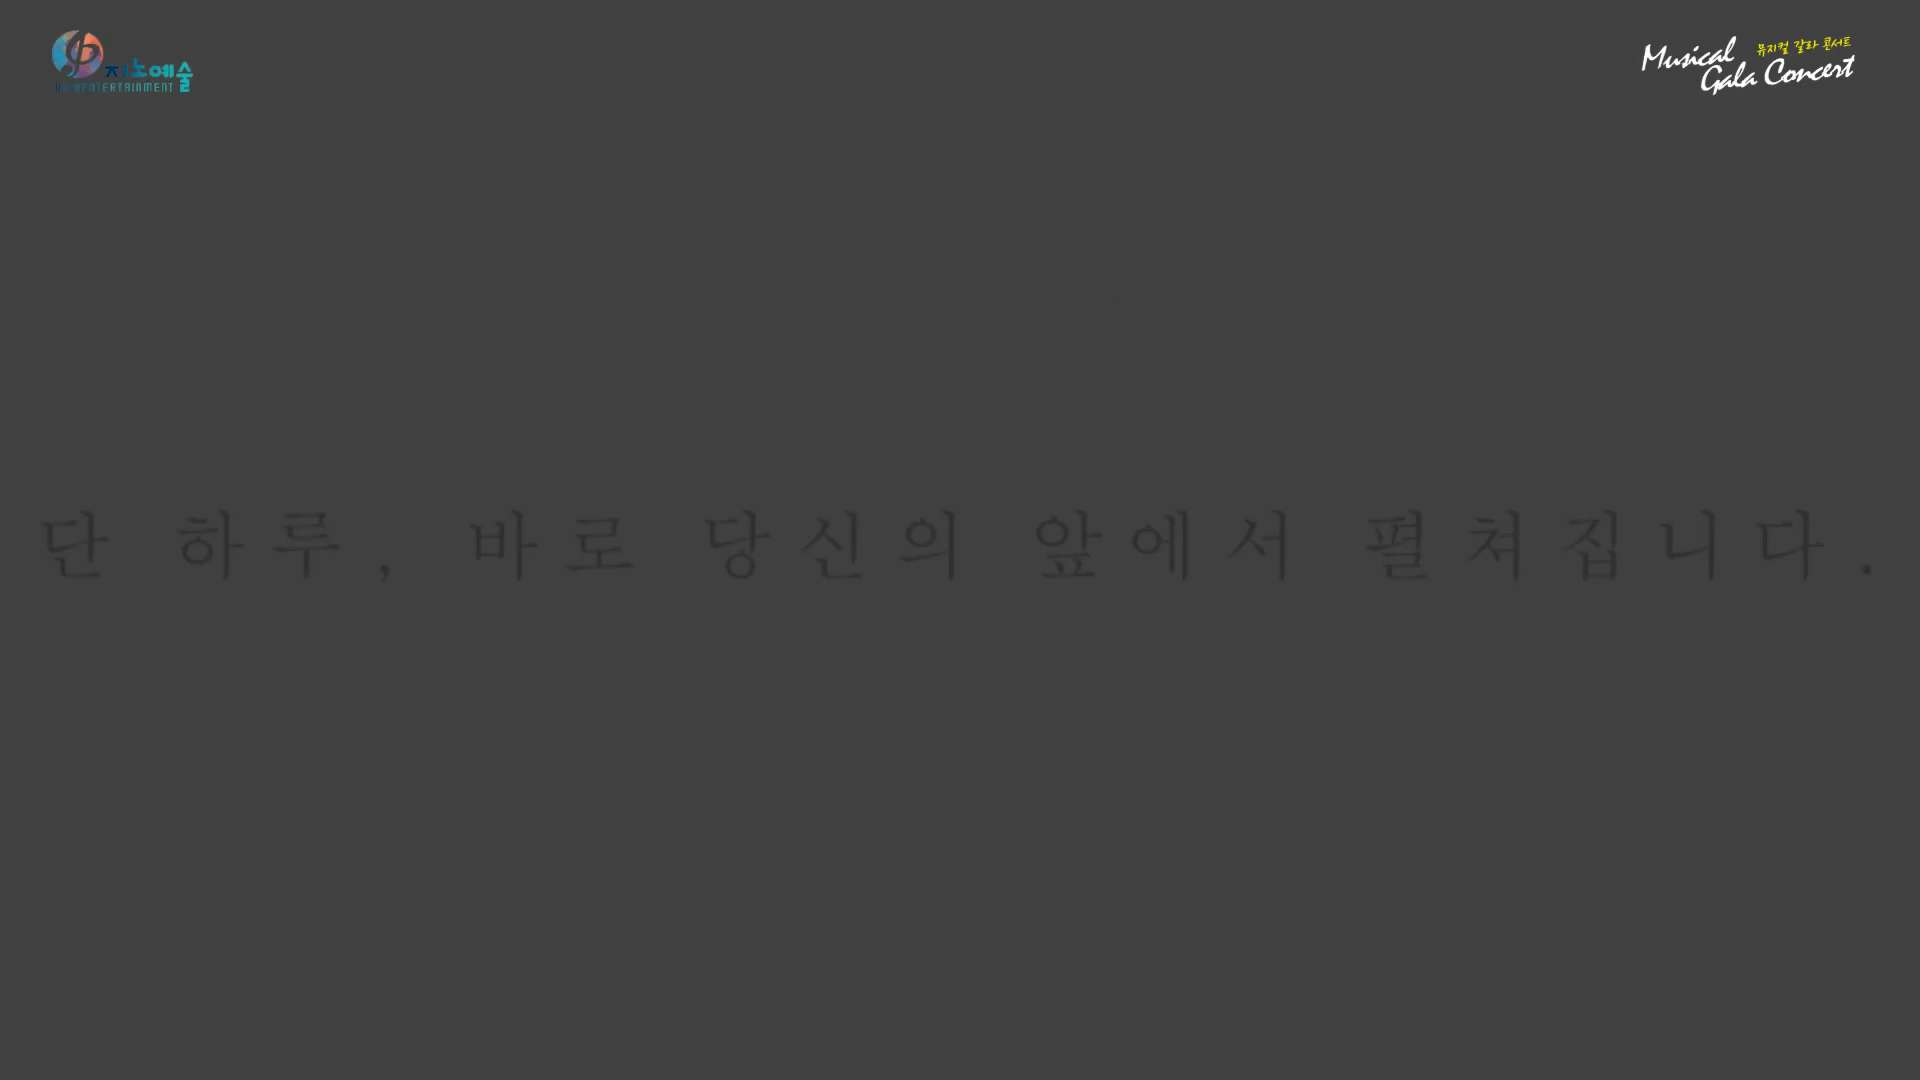 지노예술
ENTERTAINMENT
뮤지컬 갈라 콘서트
Musical
Gala Concert
단 하루, 바로 당신의 앞에서 펼쳐집니다.